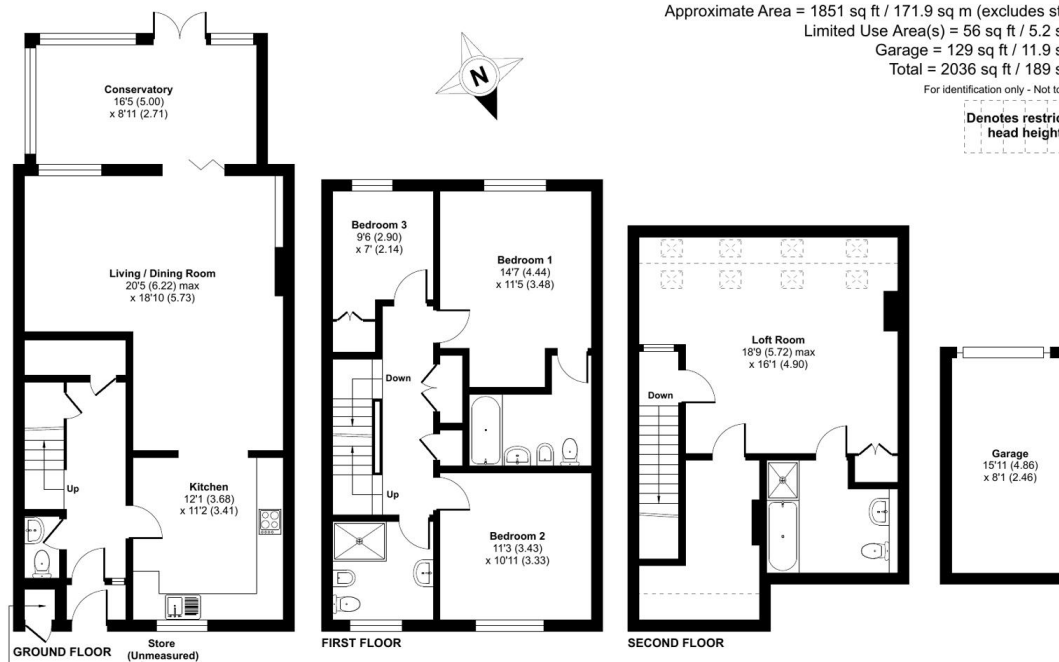 Approximate Area = 1851 sq ft / 171.9 sq m (excludes
Limited Use Area(s) = 56 sq ft / 5.2
Garage = 129 sq ft / 11.9
Total = 2036 sq ft / 189
For identification only - Not
Denotes
head height
N
Conservatory
16'5 (5.00)
x 8'11 (2.71)
Living / Dining Room
20'5 (6.22) max
x 18'10 (5.73)
Up
Kitchen
12'1 (3.68)
x 11'2 (3.41)
Store
(Unmeasured)
GROUND FLOOR
Bedroom 3
9'6 (2.90)
x 7' (2.14)
Bedroom 1
14'7 (4.44)
x 11'5 (3.48)
Down
Up
Bedroom 2
11'3 (3.43)
x 10'11 (3.33)
FIRST FLOOR
Loft Room
18'9 (5.72) max
x 16'1 (4.90)
Down
SECOND FLOOR
Garage
15'11 (4.86)
x 8'1 (2.46)